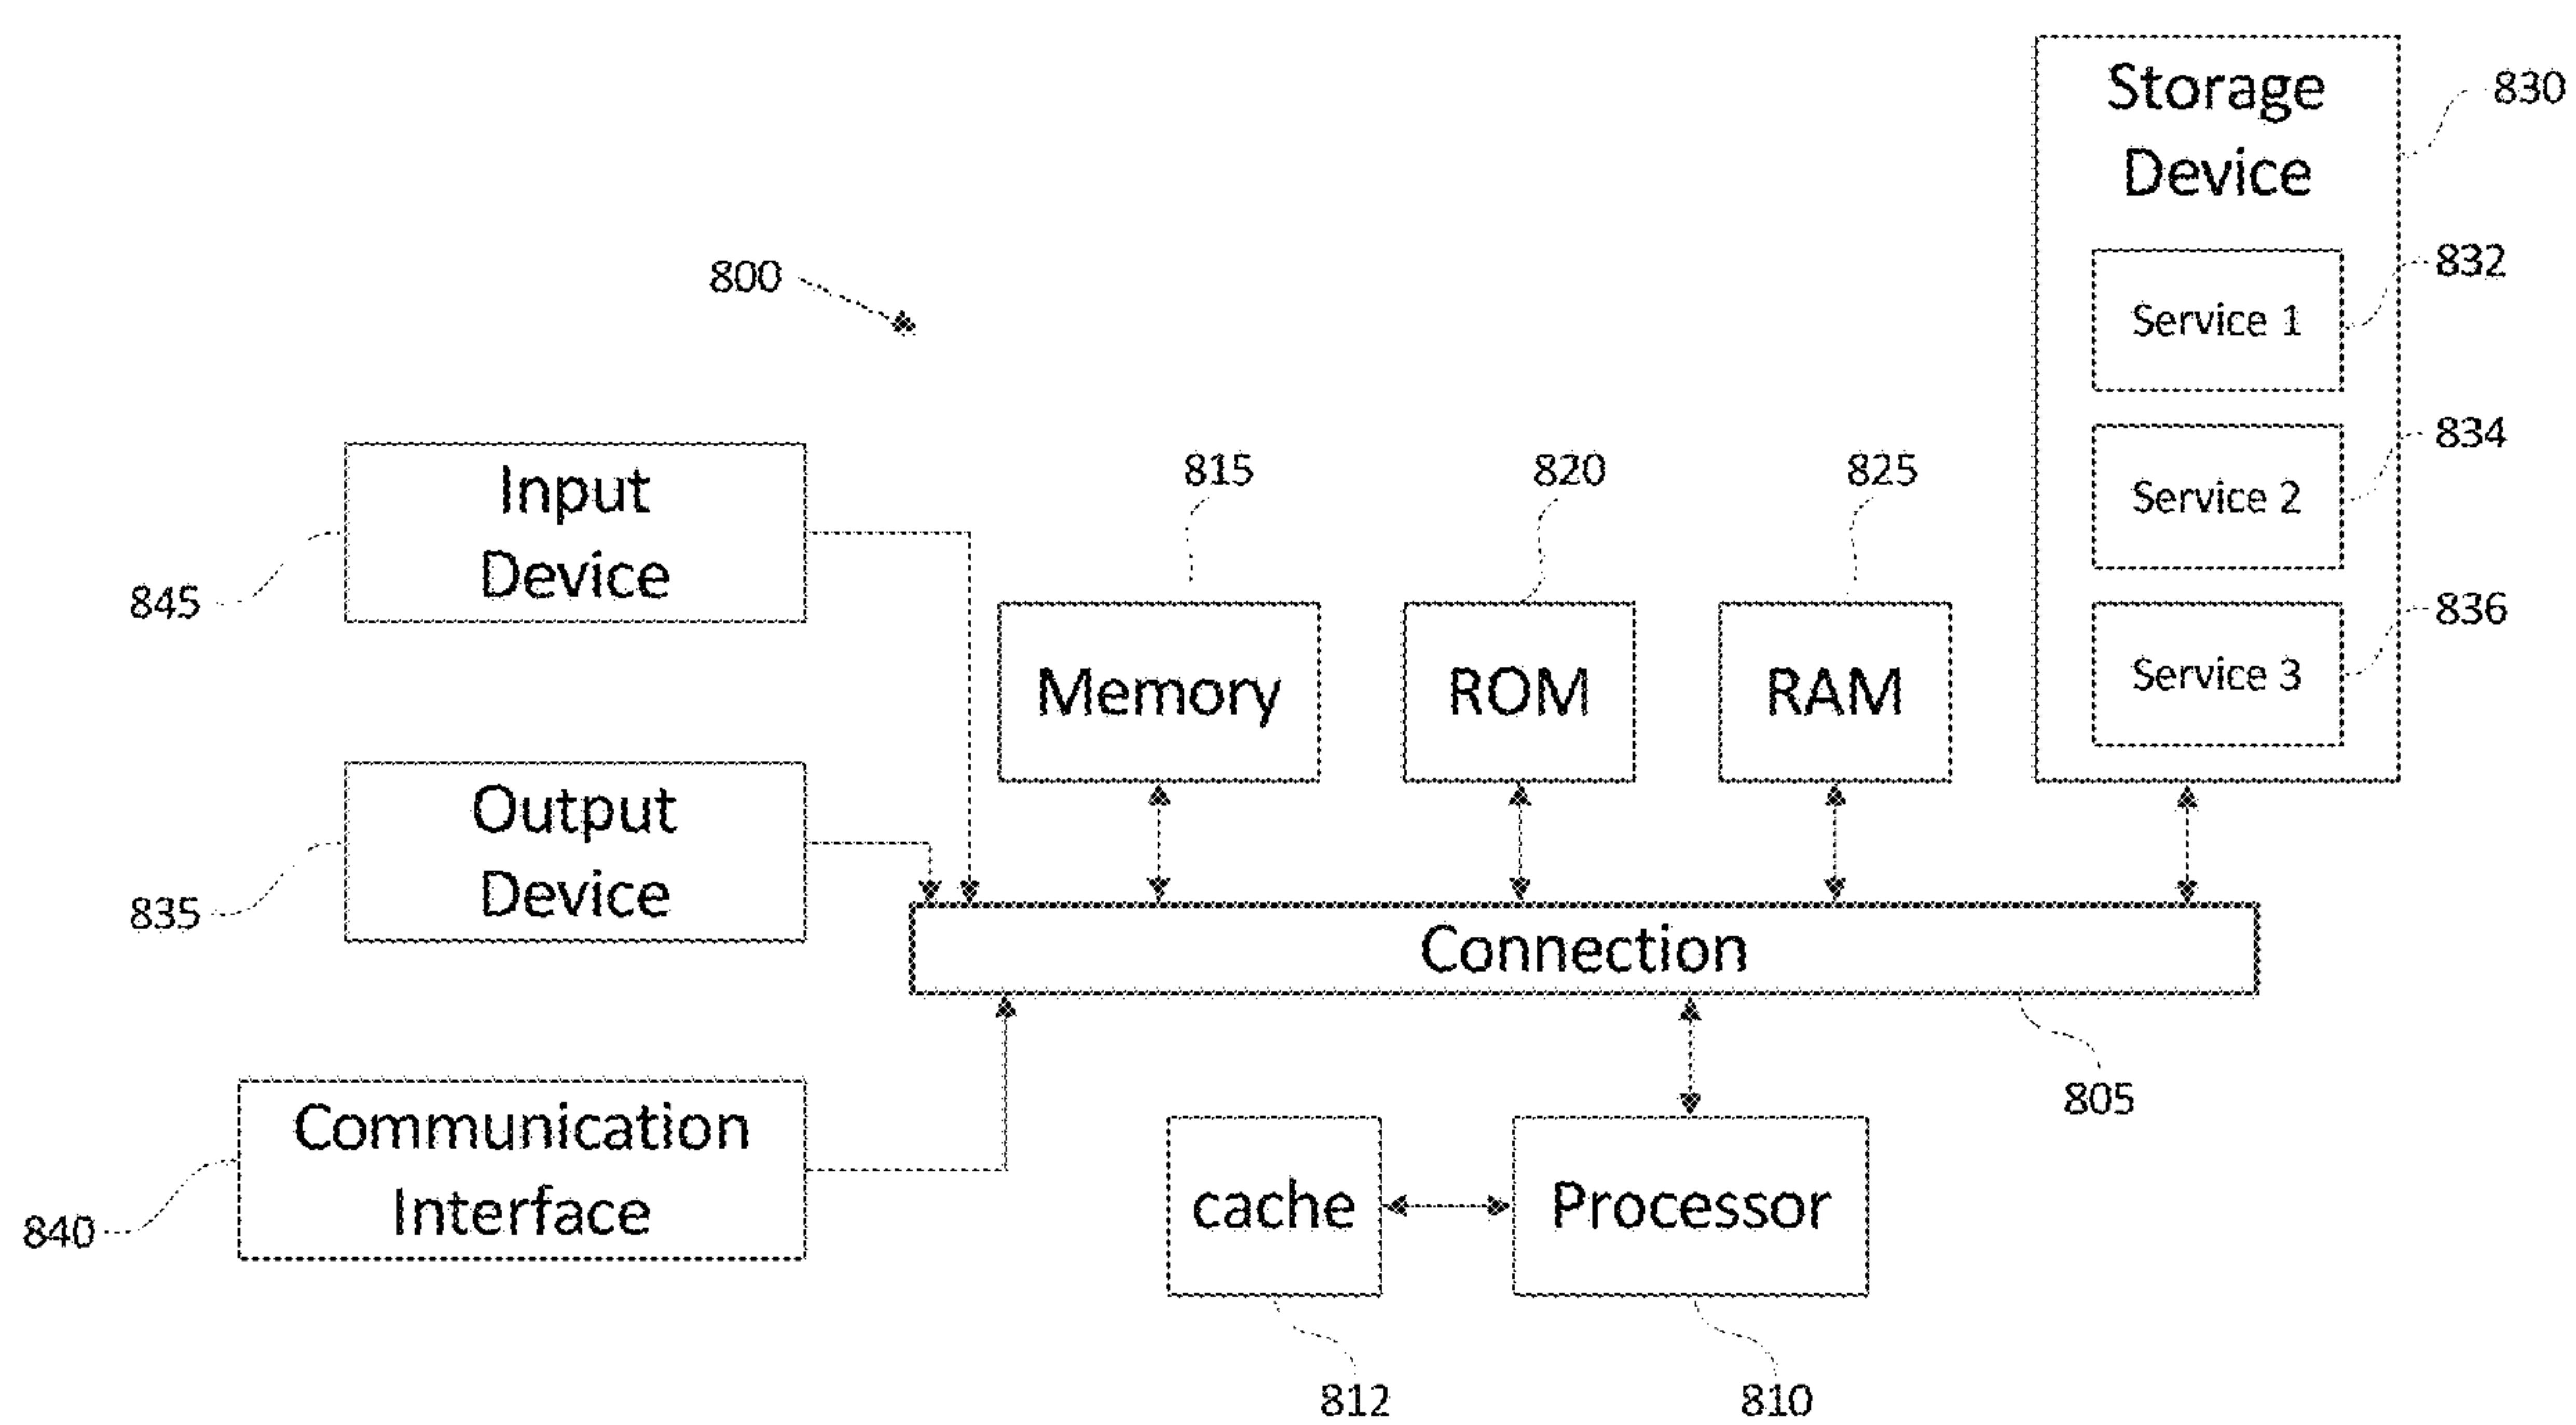 Storage
Device
830
832
Service 1
834
Service 2
836
Service 3
800
Input
Device
845
815
820
825
Memory
ROM
RAM
Output
Device
835
Connection
805
Communication
Interface
840
cache
Processor
812
810